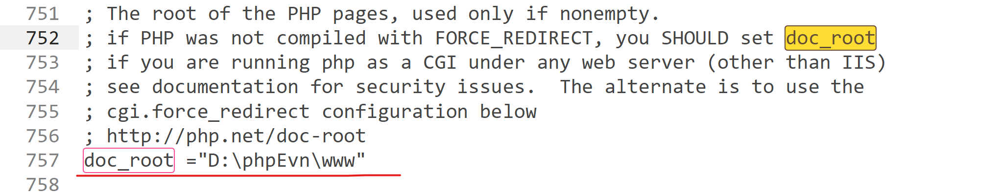 751 ; The root of the PHP pages, used only if nonempty.
752 ; if PHP was not compiled with FORCE_REDIRECT, you SHOULD set doc_root
753 ; if you are running php as a CGI under any web server (other than IIS)
754 ; see documentation for security issues.  The alternate is to use the
755 ; cgi.force_redirect configuration below
756 ; http://php.net/doc-root
757 doc_root ="D:\phpEvn\www"
758